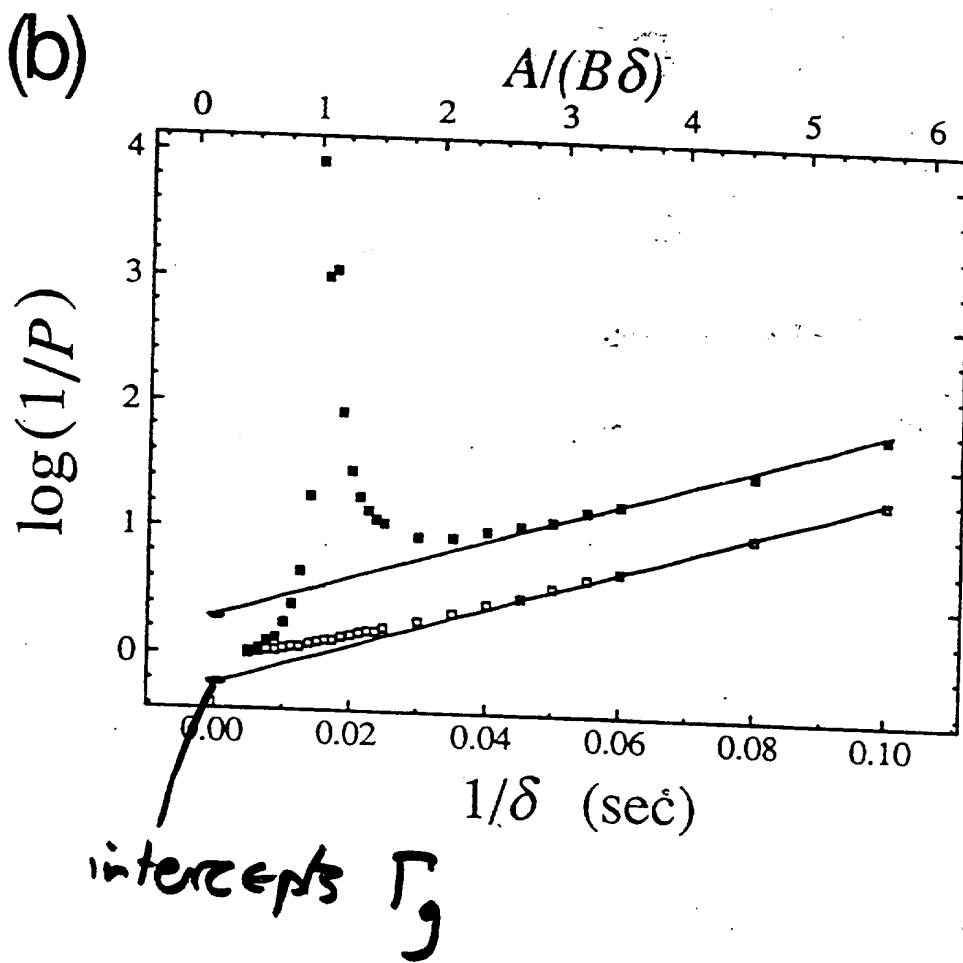 (b)
A/(Bδ)
0 1 2 3 4 5 6
4
3
2
1
0
log(1/P)
0.00 0.02 0.04 0.06 0.08 0.10
1/δ (sec)
intercepts Γg